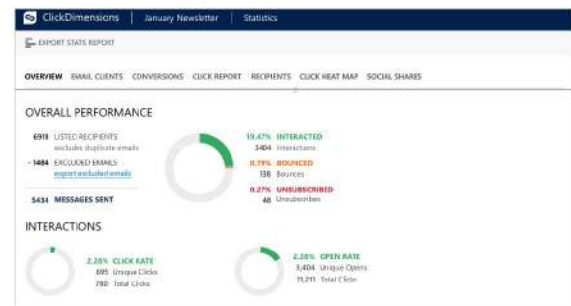 ClickDimensions | January Newsletter | Statistics
EXPORT STATS REPORT
OVERVIEW EMAIL CLIENTS CONVERSIONS CLICK REPORT RECIPIENTS CLICK HEAT MAP SOCIAL SHARES
OVERALL PERFORMANCE
6918 LISTED RECIPIENTS
excludes duplicate emails
- 1484 EXCLUDED EMAILS
export excluded emails
5434 MESSAGES SENT
19.47% INTERACTED
3404 Interactions
0.79% BOUNCED
138 Bounces
0.27% UNSUBSCRIBED
48 Unsubscribes
INTERACTIONS
2.28% CLICK RATE
695 Unique Clicks
780 Total Clicks
2.28% OPEN RATE
3,404 Unique Opens
11,211 Total Clicks